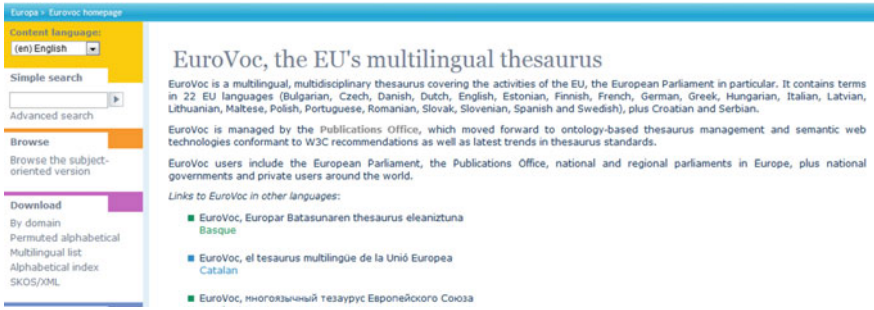 Europa > Eurovoc homepage
Content language:
(en) English
Simple search
Advanced search
Browse
Browse the subject-
oriented version
Download
By domain
Permuted alphabetical
Multilingual list
Alphabetical index
SKOS/XML
EuroVoc, the EU's multilingual thesaurus
EuroVoc is a multilingual, multidisciplinary thesaurus covering the activities of the EU, the European Parliament in particular. It contains terms
in 22 EU languages (Bulgarian, Czech, Danish, Dutch, English, Estonian, Finnish, French, German, Greek, Hungarian, Italian, Latvian,
Lithuanian, Maltese, Polish, Portuguese, Romanian, Slovak, Slovenian, Spanish and Swedish), plus Croatian and Serbian.
EuroVoc is managed by the Publications Office, which moved forward to ontology-based thesaurus management and semantic web
technologies conformant to W3C recommendations as well as latest trends in thesaurus standards.
EuroVoc users include the European Parliament, the Publications Office, national and regional parliaments in Europe, plus national
governments and private users around the world.
Links to EuroVoc in other languages:
EuroVoc, Europar Batasunaren thesaurus eleaniztuna
Basque
EuroVoc, el tesaurus multilingüe de la Unió Europea
Catalan
EuroVoc, многоязычный тезаурус Европейского Союза